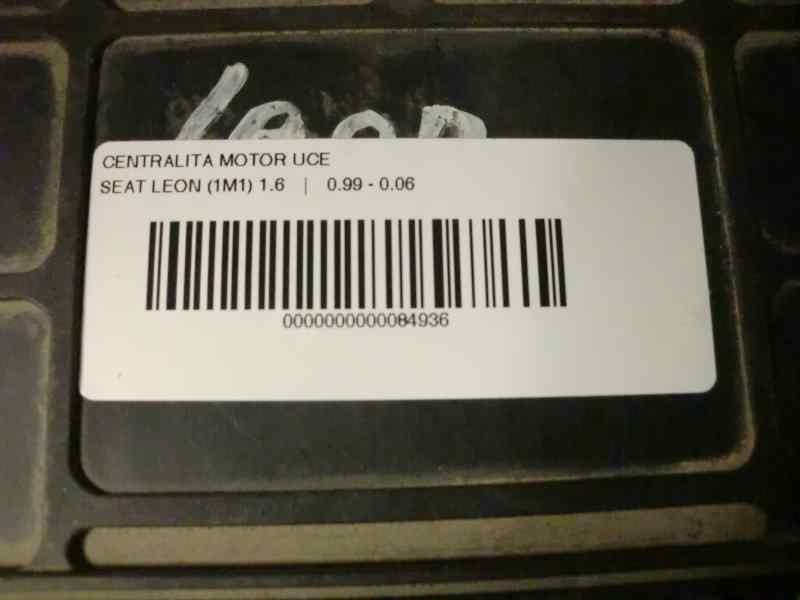 CENTRALITA MOTOR UCE
SEAT LEON (1M1) 1.6 | 0.99 - 0.06
0000000000084936